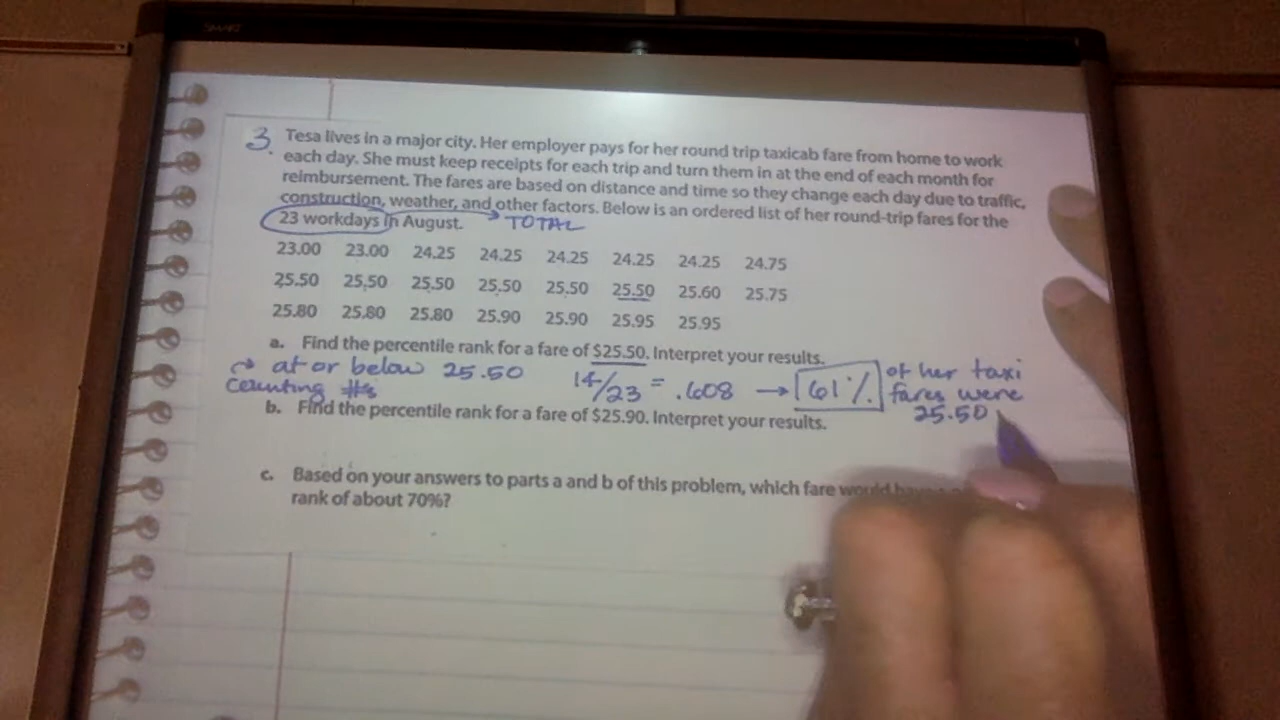 SMART
3. Tesa lives in a major city. Her employer pays for her round trip taxicab fare from home to work
each day. She must keep receipts for each trip and turn them in at the end of each month for
reimbursement. The fares are based on distance and time so they change each day due to traffic,
construction, weather, and other factors. Below is an ordered list of her round-trip fares for the
23 workdays in August. → TOTAL
23.00 23.00 24.25 24.25 24.25 24.25 24.25 24.75
25.50 25.50 25.50 25.50 25.50 25.50 25.60 25.75
25.80 25.80 25.80 25.90 25.90 25.95 25.95
a. Find the percentile rank for a fare of $25.50. Interpret your results.
→ at or below 25.50 14/23 = .608 → 61% of her taxi
counting #s fares were
25.50
b. Find the percentile rank for a fare of $25.90. Interpret your results.
c. Based on your answers to parts a and b of this problem, which fare would have a
rank of about 70%?